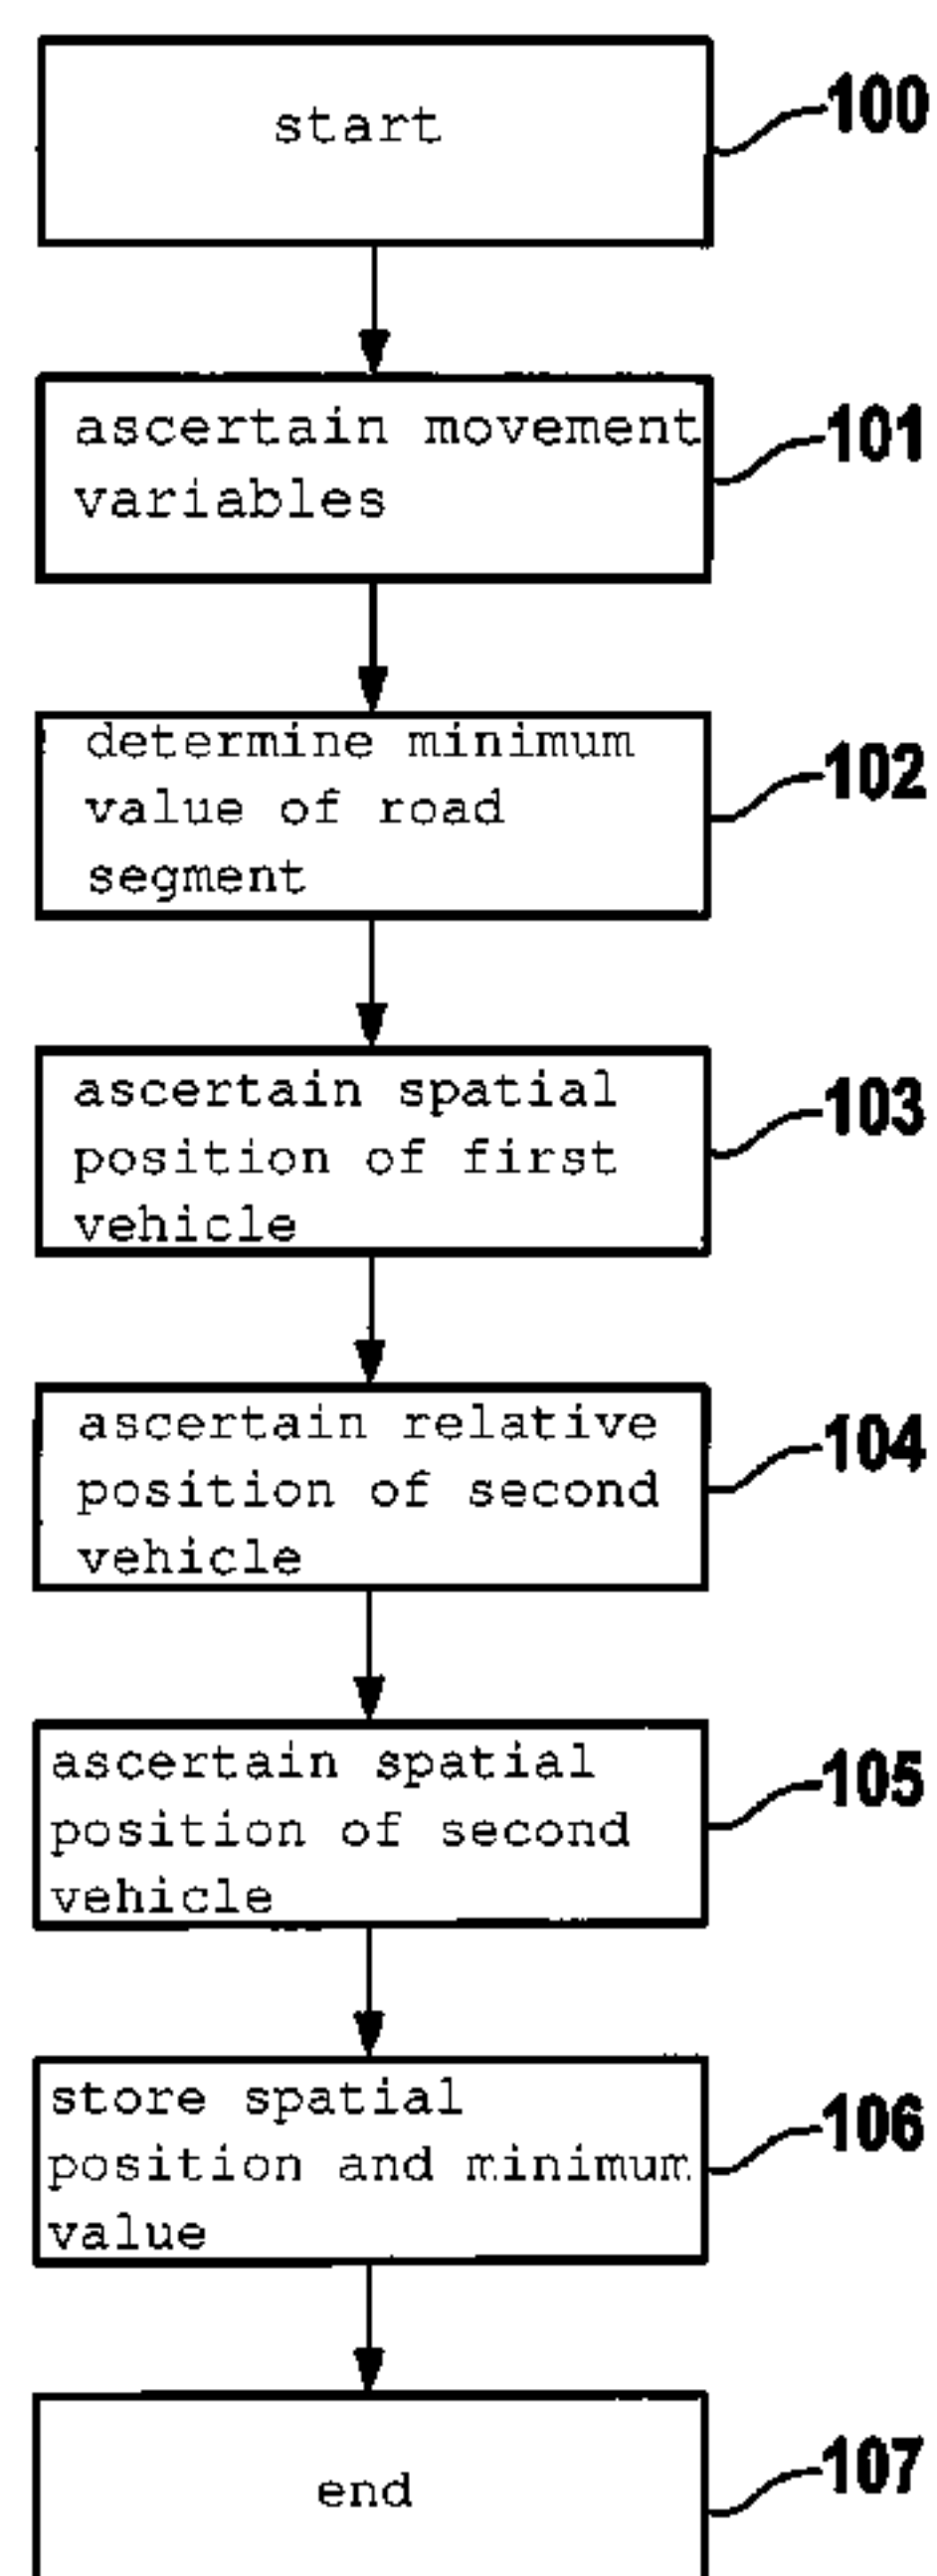 start
100
ascertain movement
variables
101
determine minimum
value of road
segment
102
ascertain spatial
position of first
vehicle
103
ascertain relative
position of second
vehicle
104
ascertain spatial
position of second
vehicle
105
store spatial
position and minimum
value
106
end
107